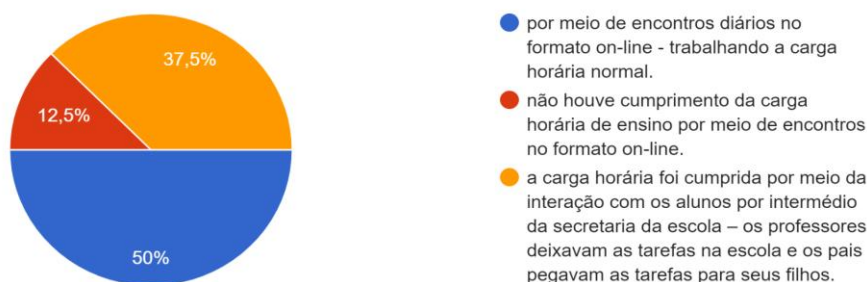 37,5%
12,5%
50%
por meio de encontros diários no
formato on-line - trabalhando a carga
horária normal.
não houve cumprimento da carga
horária de ensino por meio de encontros
no formato on-line.
a carga horária foi cumprida por meio da
interação com os alunos por intermédio
da secretaria da escola – os professores
deixavam as tarefas na escola e os pais
pegavam as tarefas para seus filhos.